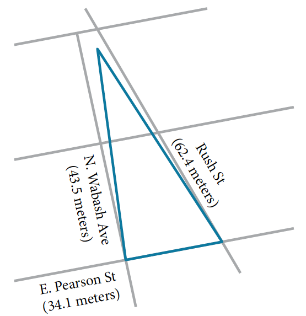 Rush St
(62.4 meters)
N. Wabash Ave
(43.5 meters)
E. Pearson St
(34.1 meters)